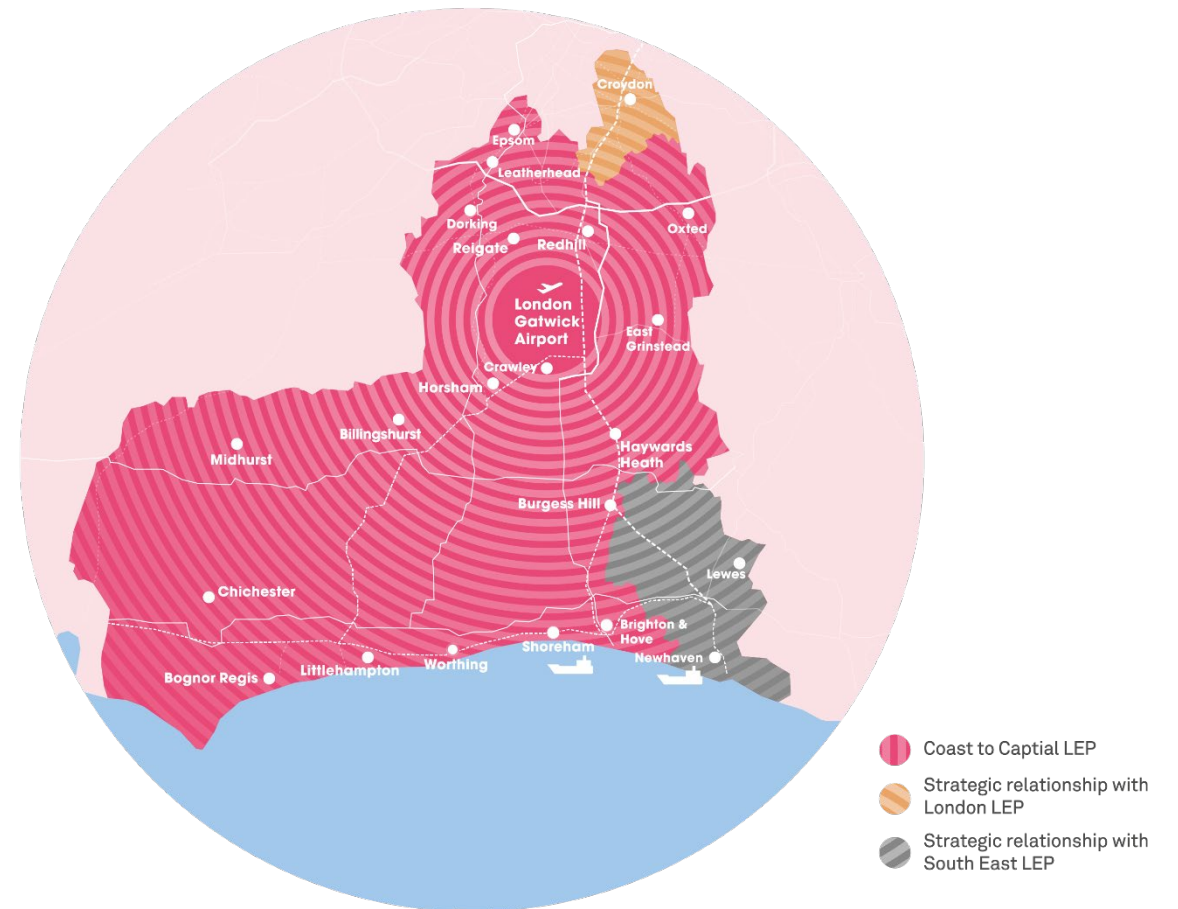 Croydon
Epsom
Leatherhead
Dorking
Oxted
Reigate
Redhill
London
Gatwick
Airport
East
Grinstead
Crawley
Horsham
Billingshurst
Midhurst
Haywards
Heath
Burgess Hill
Lewes
Chichester
Brighton &
Hove
Shoreham
Newhaven
Worthing
Littlehampton
Bognor Regis
Coast to Captial LEP
Strategic relationship with
London LEP
Strategic relationship with
South East LEP